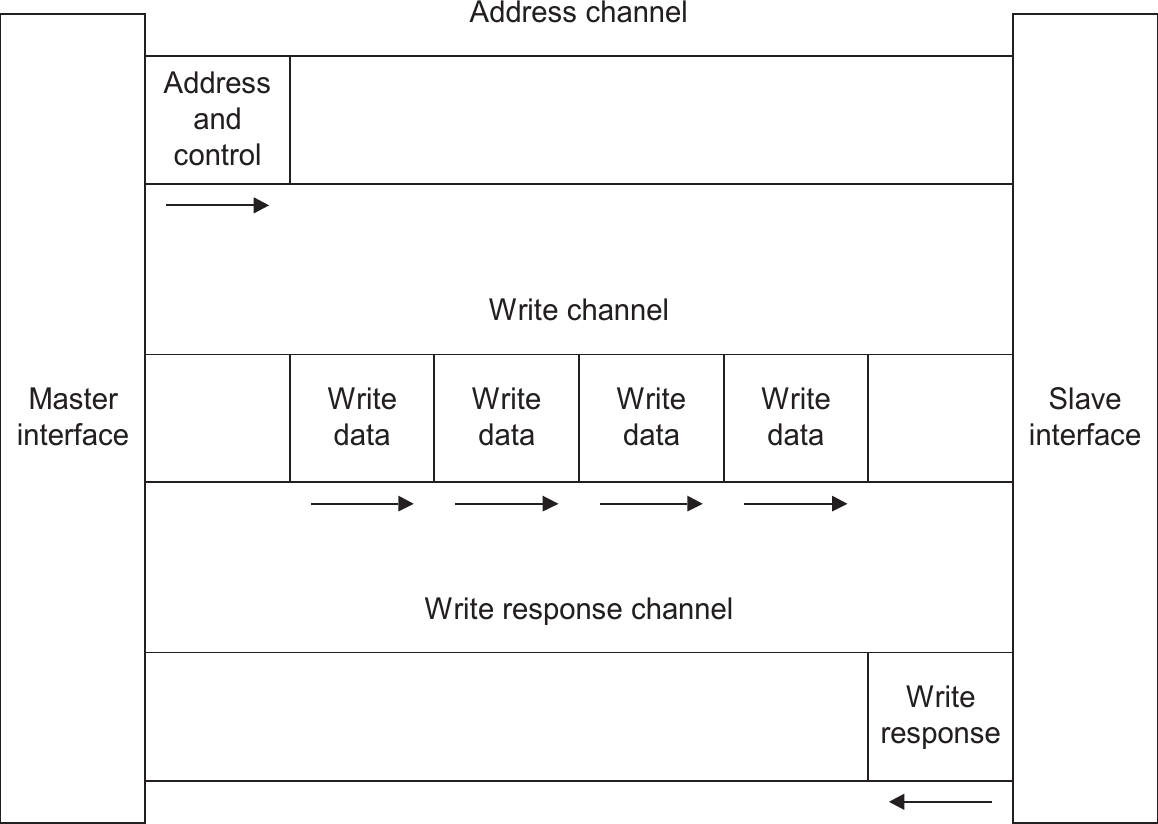 Address channel
Address
and
control
Write channel
Master
interface
Write
data
Write
data
Write
data
Write
data
Slave
interface
Write response channel
Write
response